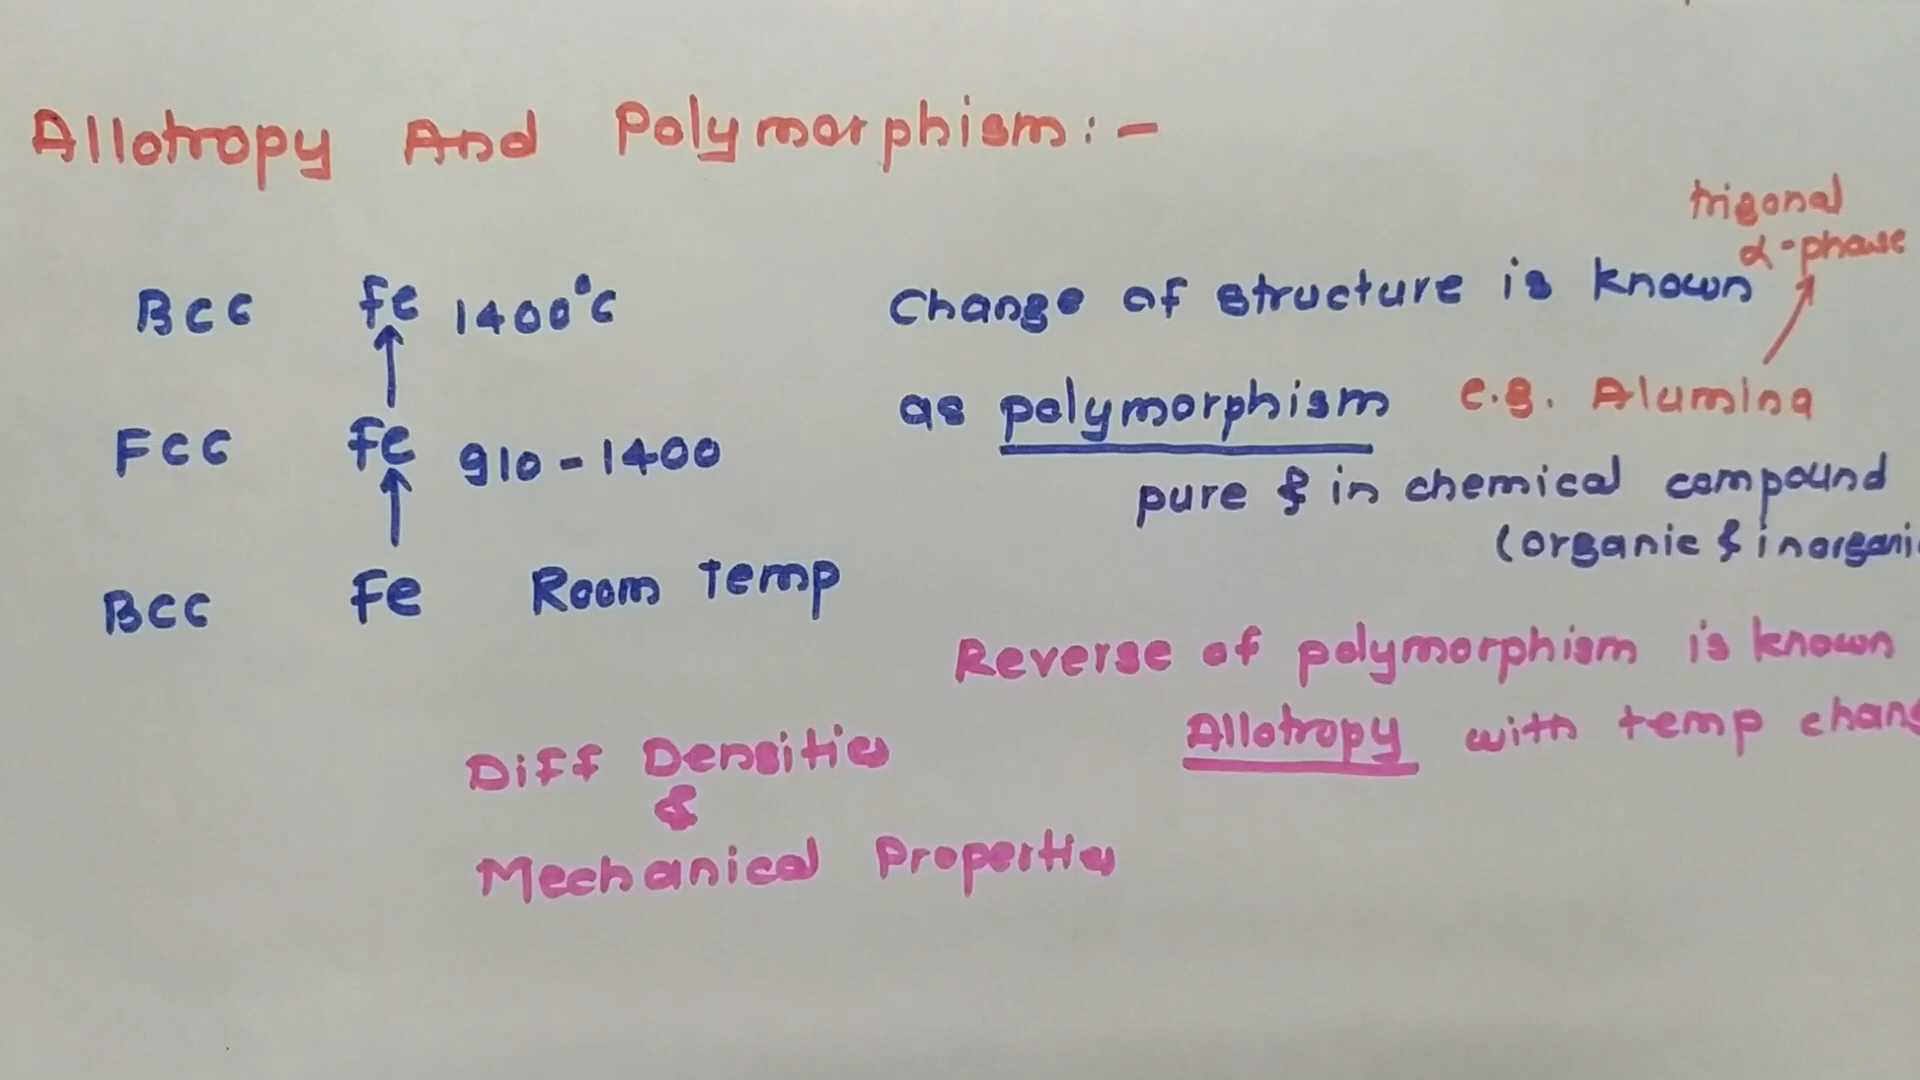 Allotropy And Polymorphism:-
BCC Fe 1400°C
FCC Fe 910-1400
BCC Fe Room Temp
Diff Densities
&
Mechanical Properties
trigonal
α-phase
Change of structure is known
as polymorphism e.g. Alumina
pure & in chemical compound
(organic & inorgani
Reverse of polymorphism is known
Allotropy with temp chang